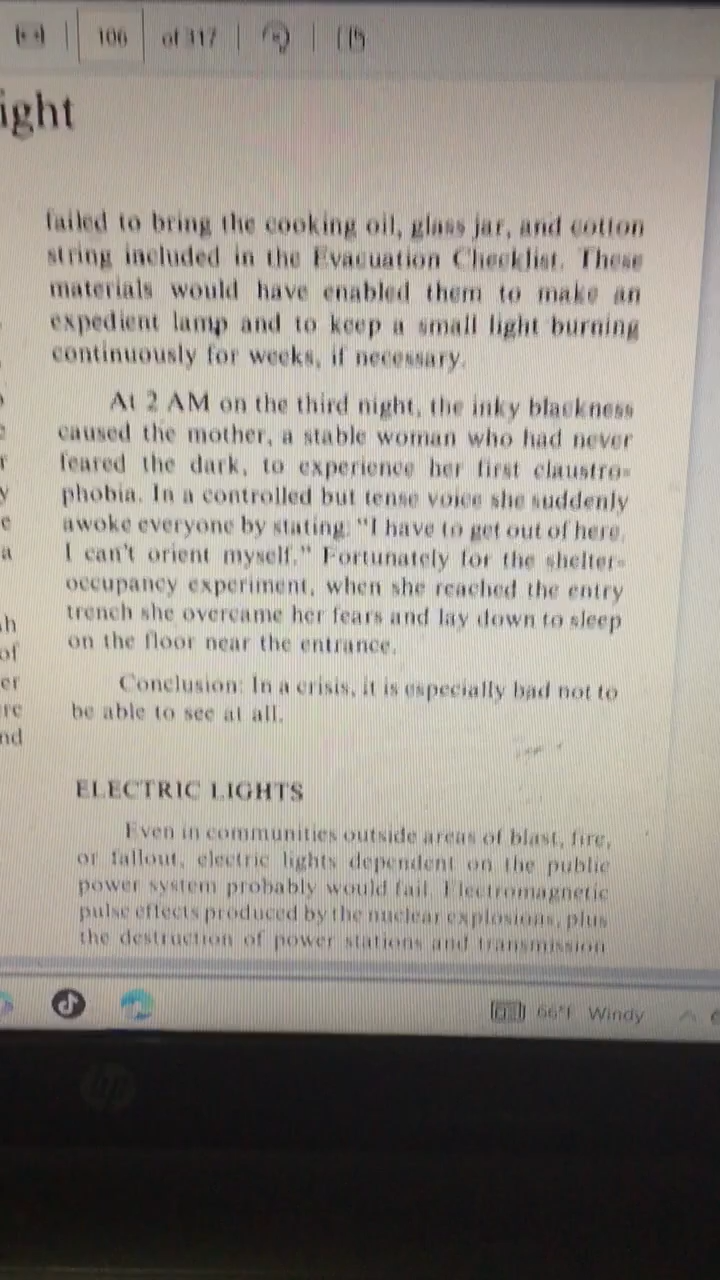 106 of 317
ight
failed to bring the cooking oil, glass jar, and cotton
string included in the Evacuation Checklist. These
materials would have enabled them to make an
expedient lamp and to keep a small light burning
continuously for weeks, if necessary.
At 2 AM on the third night, the inky blackness
caused the mother, a stable woman who had never
feared the dark, to experience her first claustro-
phobia. In a controlled but tense voice she suddenly
awoke everyone by stating: "I have to get out of here.
I can't orient myself." Fortunately for the shelter-
occupancy experiment, when she reached the entry
trench she overcame her fears and lay down to sleep
on the floor near the entrance.
Conclusion: In a crisis, it is especially bad not to
be able to see at all.
ELECTRIC LIGHTS
Even in communities outside areas of blast, fire,
or fallout, electric lights dependent on the public
power system probably would fail. Electromagnetic
pulse effects produced by the nuclear explosions, plus
the destruction of power stations and transmission
66°F Windy
hp